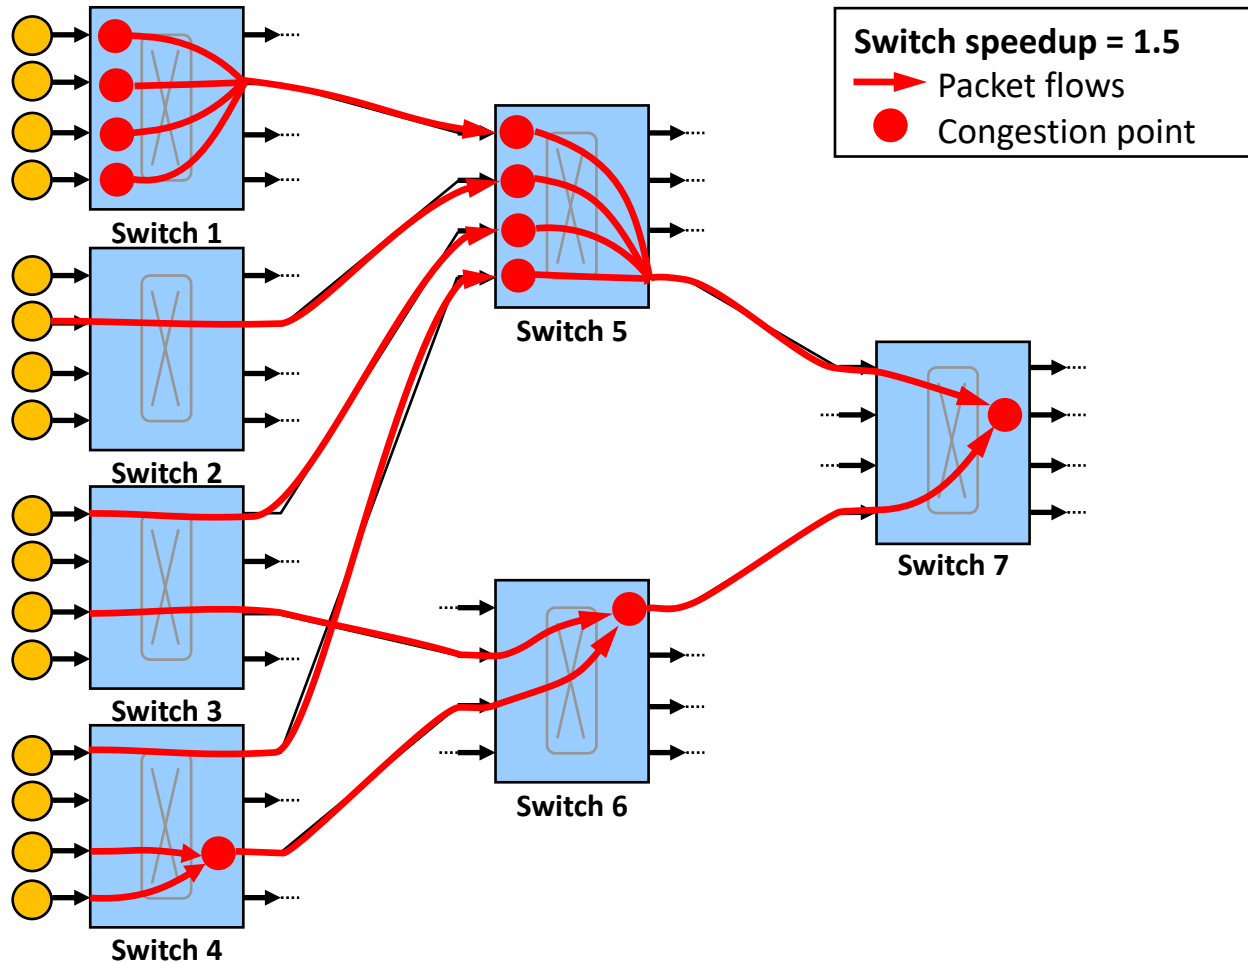 Switch speedup = 1.5
Packet flows
Congestion point
Switch 1
Switch 2
Switch 3
Switch 4
Switch 5
Switch 6
Switch 7